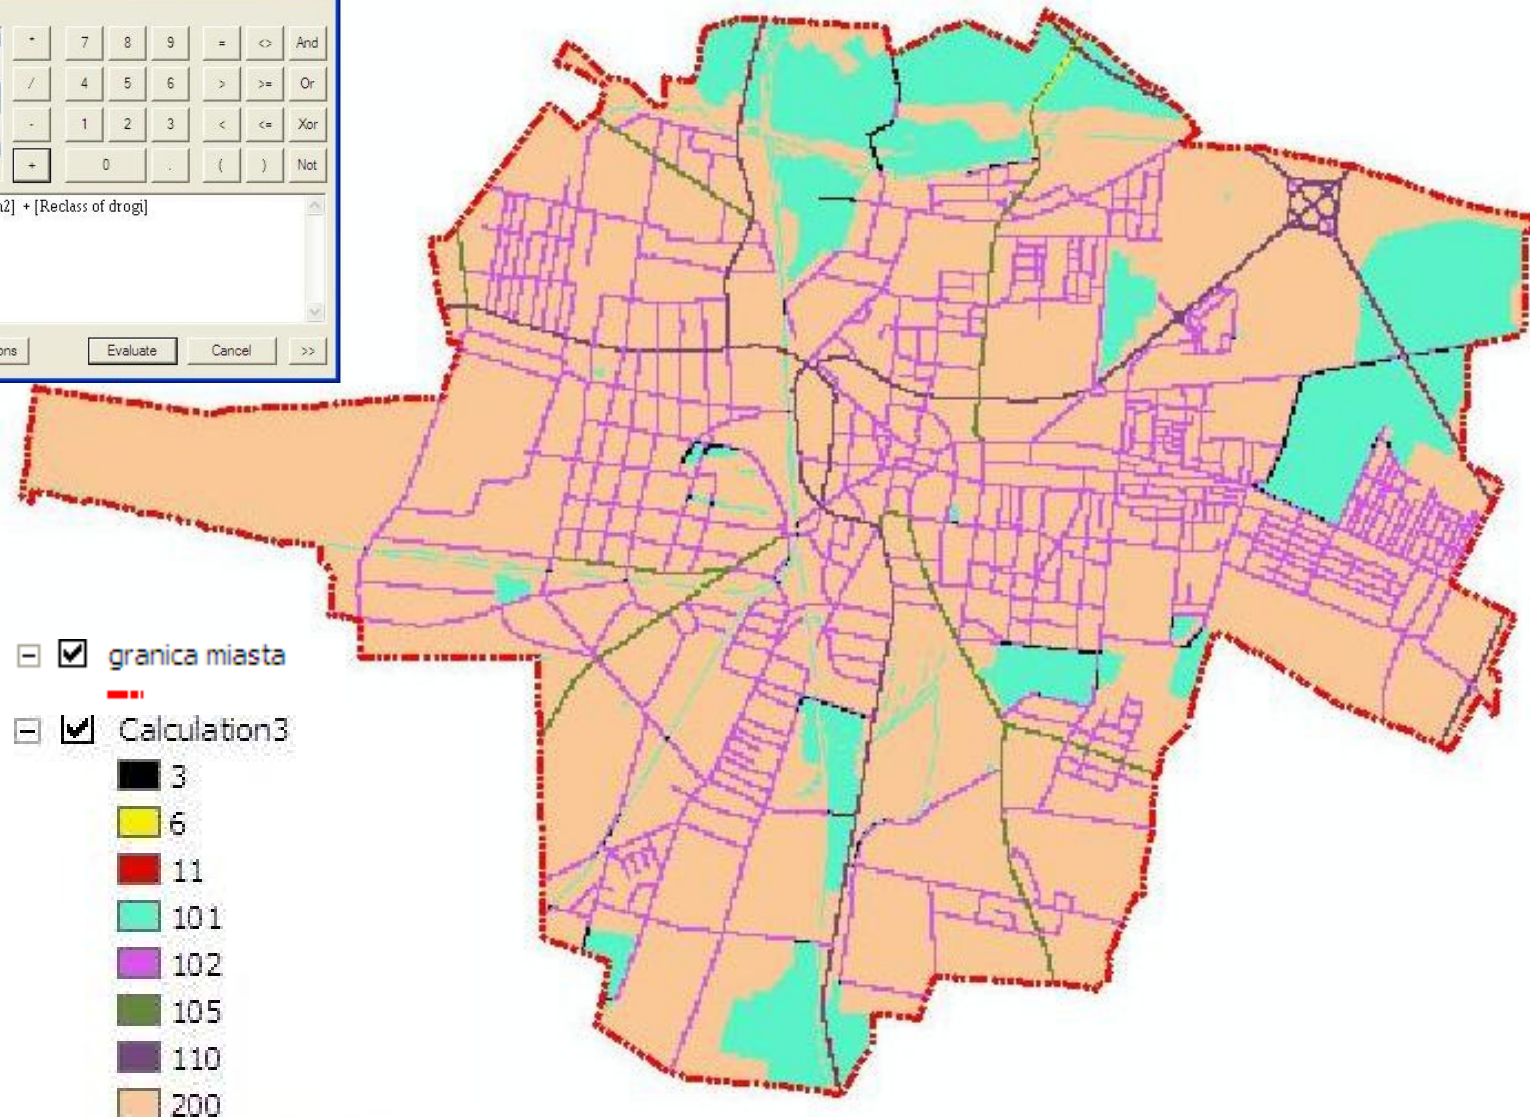 * 7 8 9 = <> And
/ 4 5 6 > >= Or
- 1 2 3 < <= Xor
+ 0 . ( ) Not
+ [Reclass of drogi]
Evaluate Cancel >>
granica miasta
Calculation3
3
6
11
101
102
105
110
200